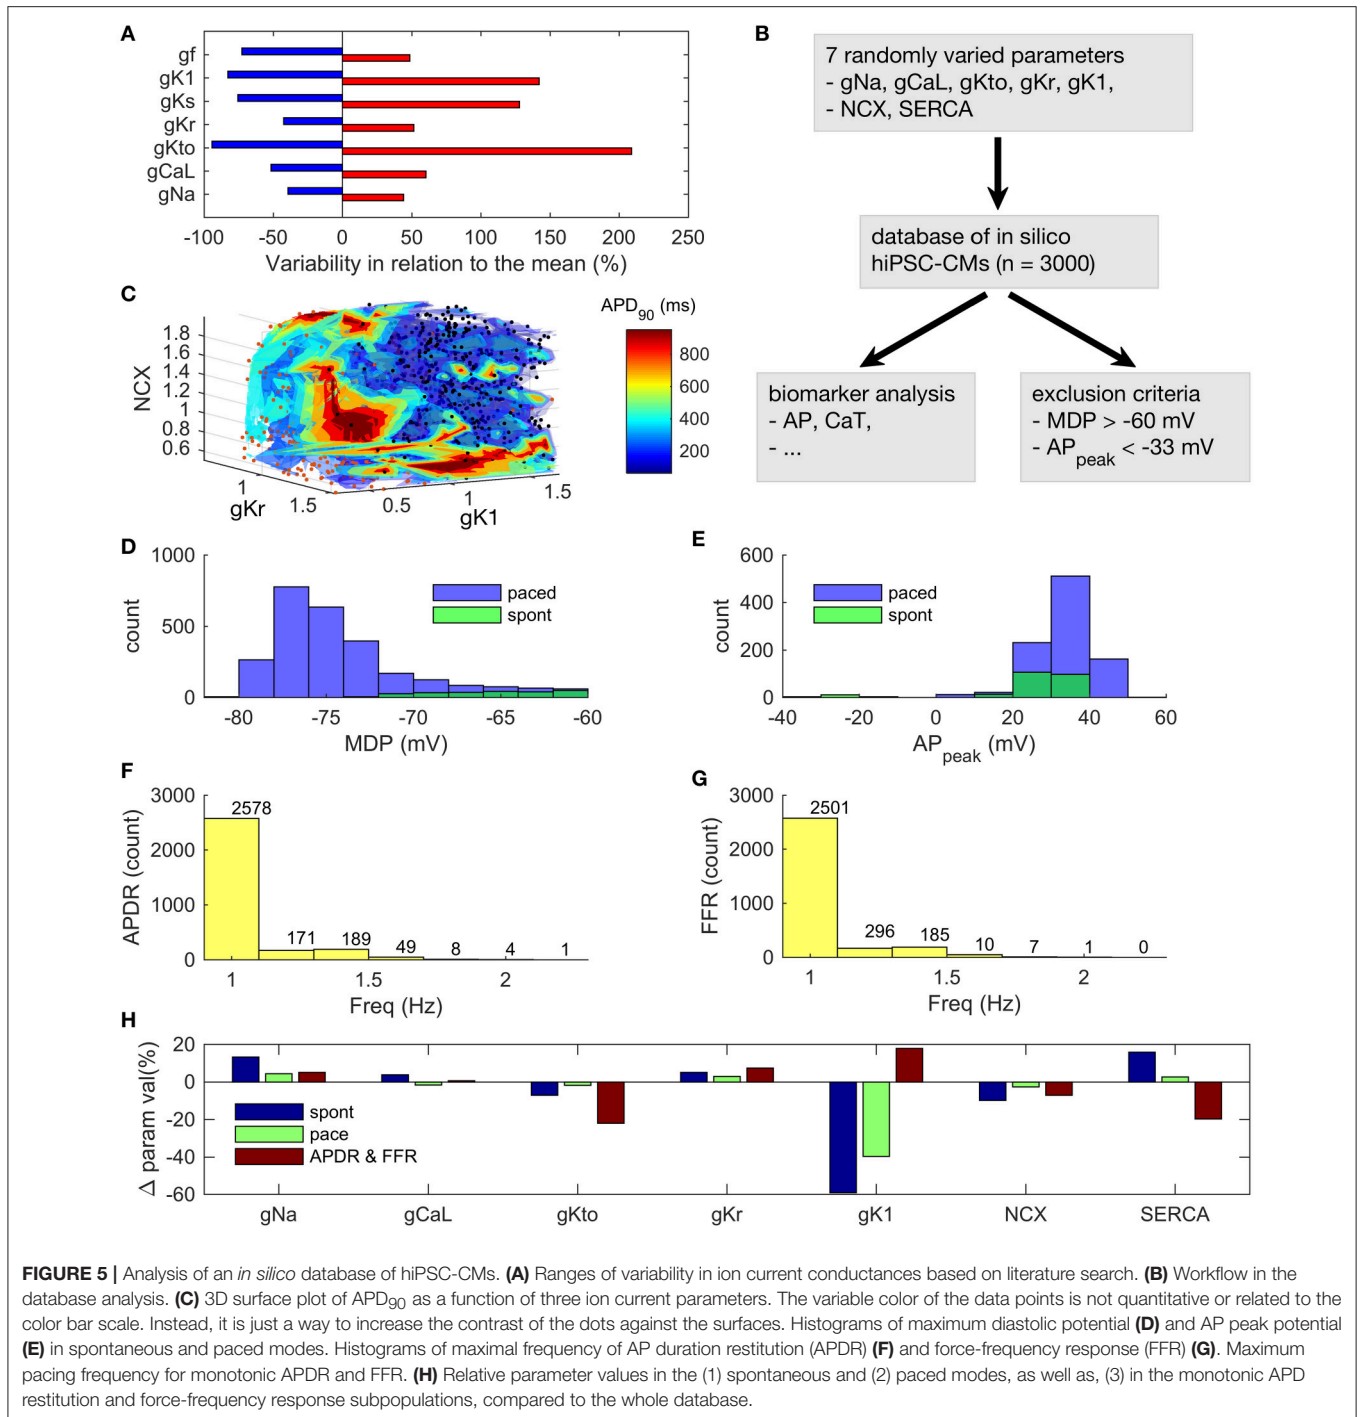 A
gf
gK1
gKs
gKr
gKto
gCaL
gNa
-100 -50 0 50 100 150 200 250
Variability in relation to the mean (%)
B
7 randomly varied parameters
- gNa, gCaL, gKto, gKr, gK1,
- NCX, SERCA
database of in silico
hiPSC-CMs (n = 3000)
biomarker analysis
- AP, CaT,
- ...
exclusion criteria
- MDP > -60 mV
- APpeak < -33 mV
C
NCX
1.8
1.6
1.4
1.2
1
0.8
0.6
1
1.5
gKr
0.5
1
1.5
gK1
APD90 (ms)
800
600
400
200
D
count
1000
500
0
paced
spont
-80 -75 -70 -65 -60
MDP (mV)
E
count
600
400
200
0
paced
spont
-40 -20 0 20 40 60
APpeak (mV)
F
APDR (count)
3000
2000
1000
0
2578
171 189 49 8 4 1
1 1.5 2
Freq (Hz)
G
FFR (count)
3000
2000
1000
0
2501
296 185 10 7 1 0
1 1.5 2
Freq (Hz)
H
Δ param val(%)
20
0
-20
-40
-60
spont
pace
APDR & FFR
gNa gCaL gKto gKr gK1 NCX SERCA
FIGURE 5 | Analysis of an in silico database of hiPSC-CMs. (A) Ranges of variability in ion current conductances based on literature search. (B) Workflow in the
database analysis. (C) 3D surface plot of APD90 as a function of three ion current parameters. The variable color of the data points is not quantitative or related to the
color bar scale. Instead, it is just a way to increase the contrast of the dots against the surfaces. Histograms of maximum diastolic potential (D) and AP peak potential
(E) in spontaneous and paced modes. Histograms of maximal frequency of AP duration restitution (APDR) (F) and force-frequency response (FFR) (G). Maximum
pacing frequency for monotonic APDR and FFR. (H) Relative parameter values in the (1) spontaneous and (2) paced modes, as well as, (3) in the monotonic APD
restitution and force-frequency response subpopulations, compared to the whole database.